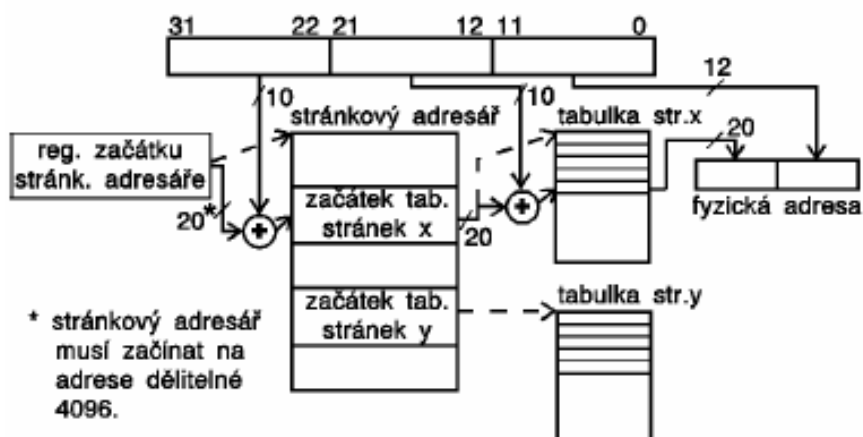 31 22 21 12 11 0
10 10 12
stránkový adresář tabulka str.x
20
reg. začátku
stránk. adresáře
20*
začátek tab.
stránek x
20
fyzická adresa
začátek tab.
stránek y
tabulka str.y
* stránkový adresář
musí začínat na
adrese dělitelné
4096.